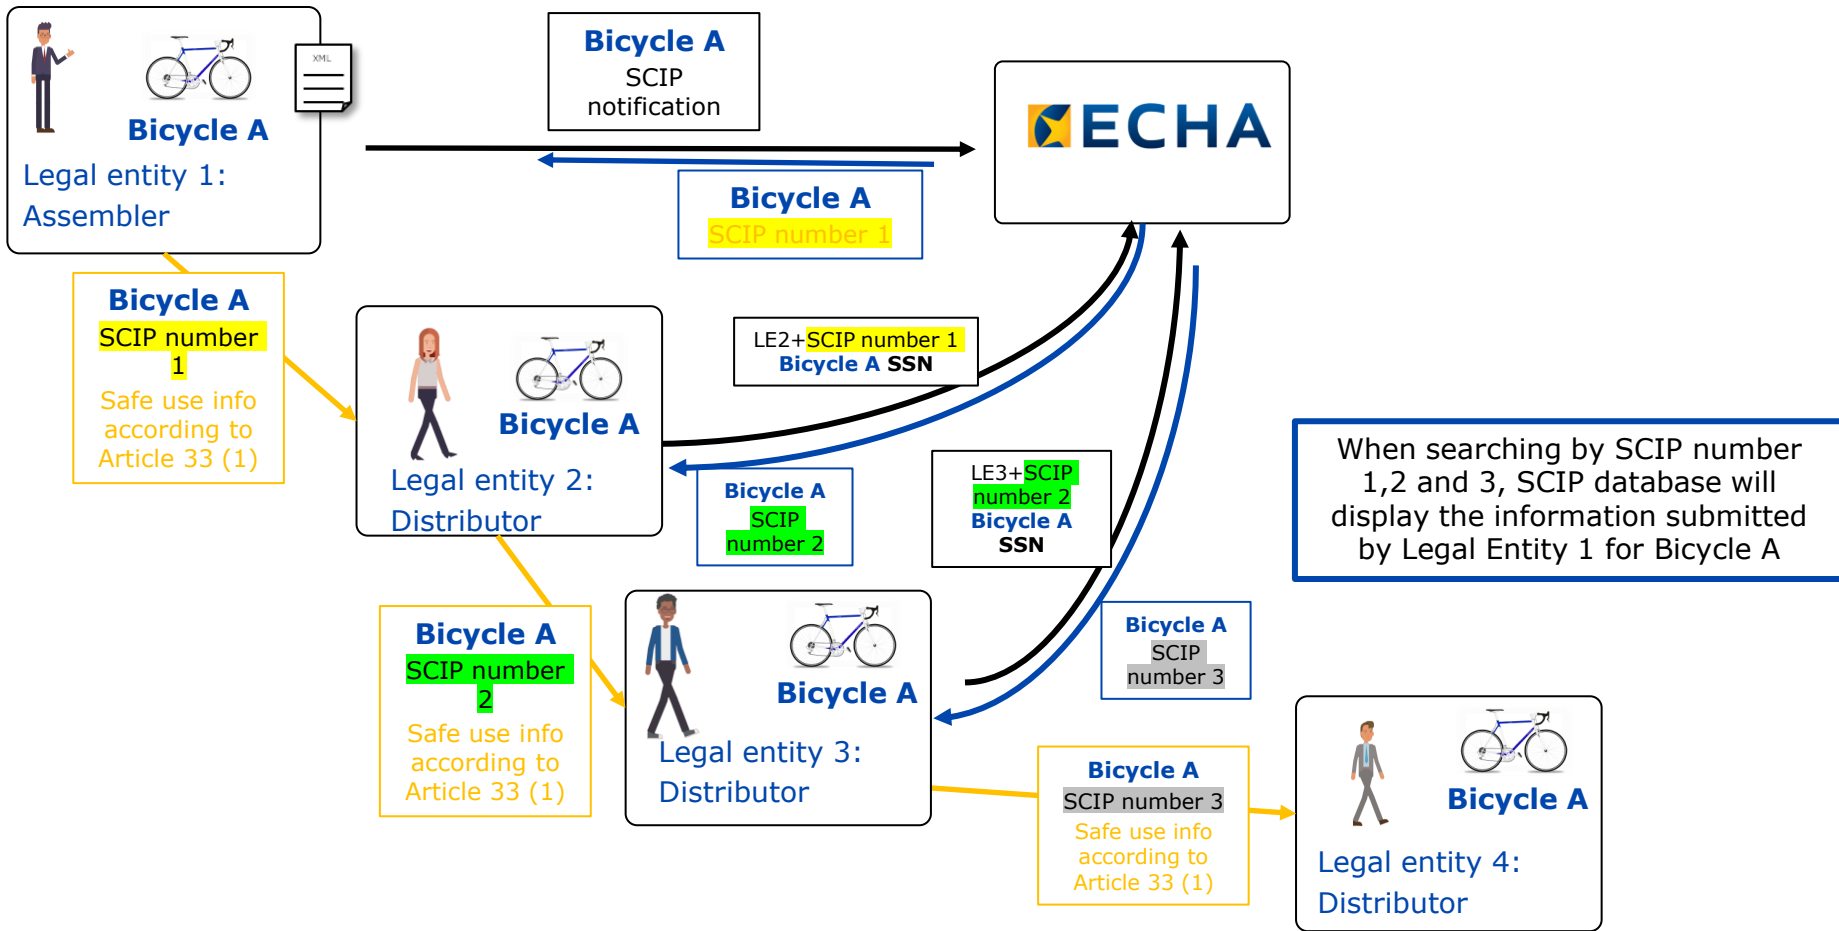 XML
Bicycle A
Legal entity 1:
Assembler
Bicycle A
SCIP
notification
ECHA
Bicycle A
SCIP number 1
Bicycle A
SCIP number
1
Safe use info
according to
Article 33 (1)
Bicycle A
Legal entity 2:
Distributor
LE2+SCIP number 1
Bicycle A SSN
Bicycle A
SCIP
number 2
LE3+SCIP
number 2
Bicycle A
SSN
When searching by SCIP number
1,2 and 3, SCIP database will
display the information submitted
by Legal Entity 1 for Bicycle A
Bicycle A
SCIP number
2
Safe use info
according to
Article 33 (1)
Bicycle A
Legal entity 3:
Distributor
Bicycle A
SCIP
number 3
Bicycle A
SCIP number 3
Safe use info
according to
Article 33 (1)
Bicycle A
Legal entity 4:
Distributor